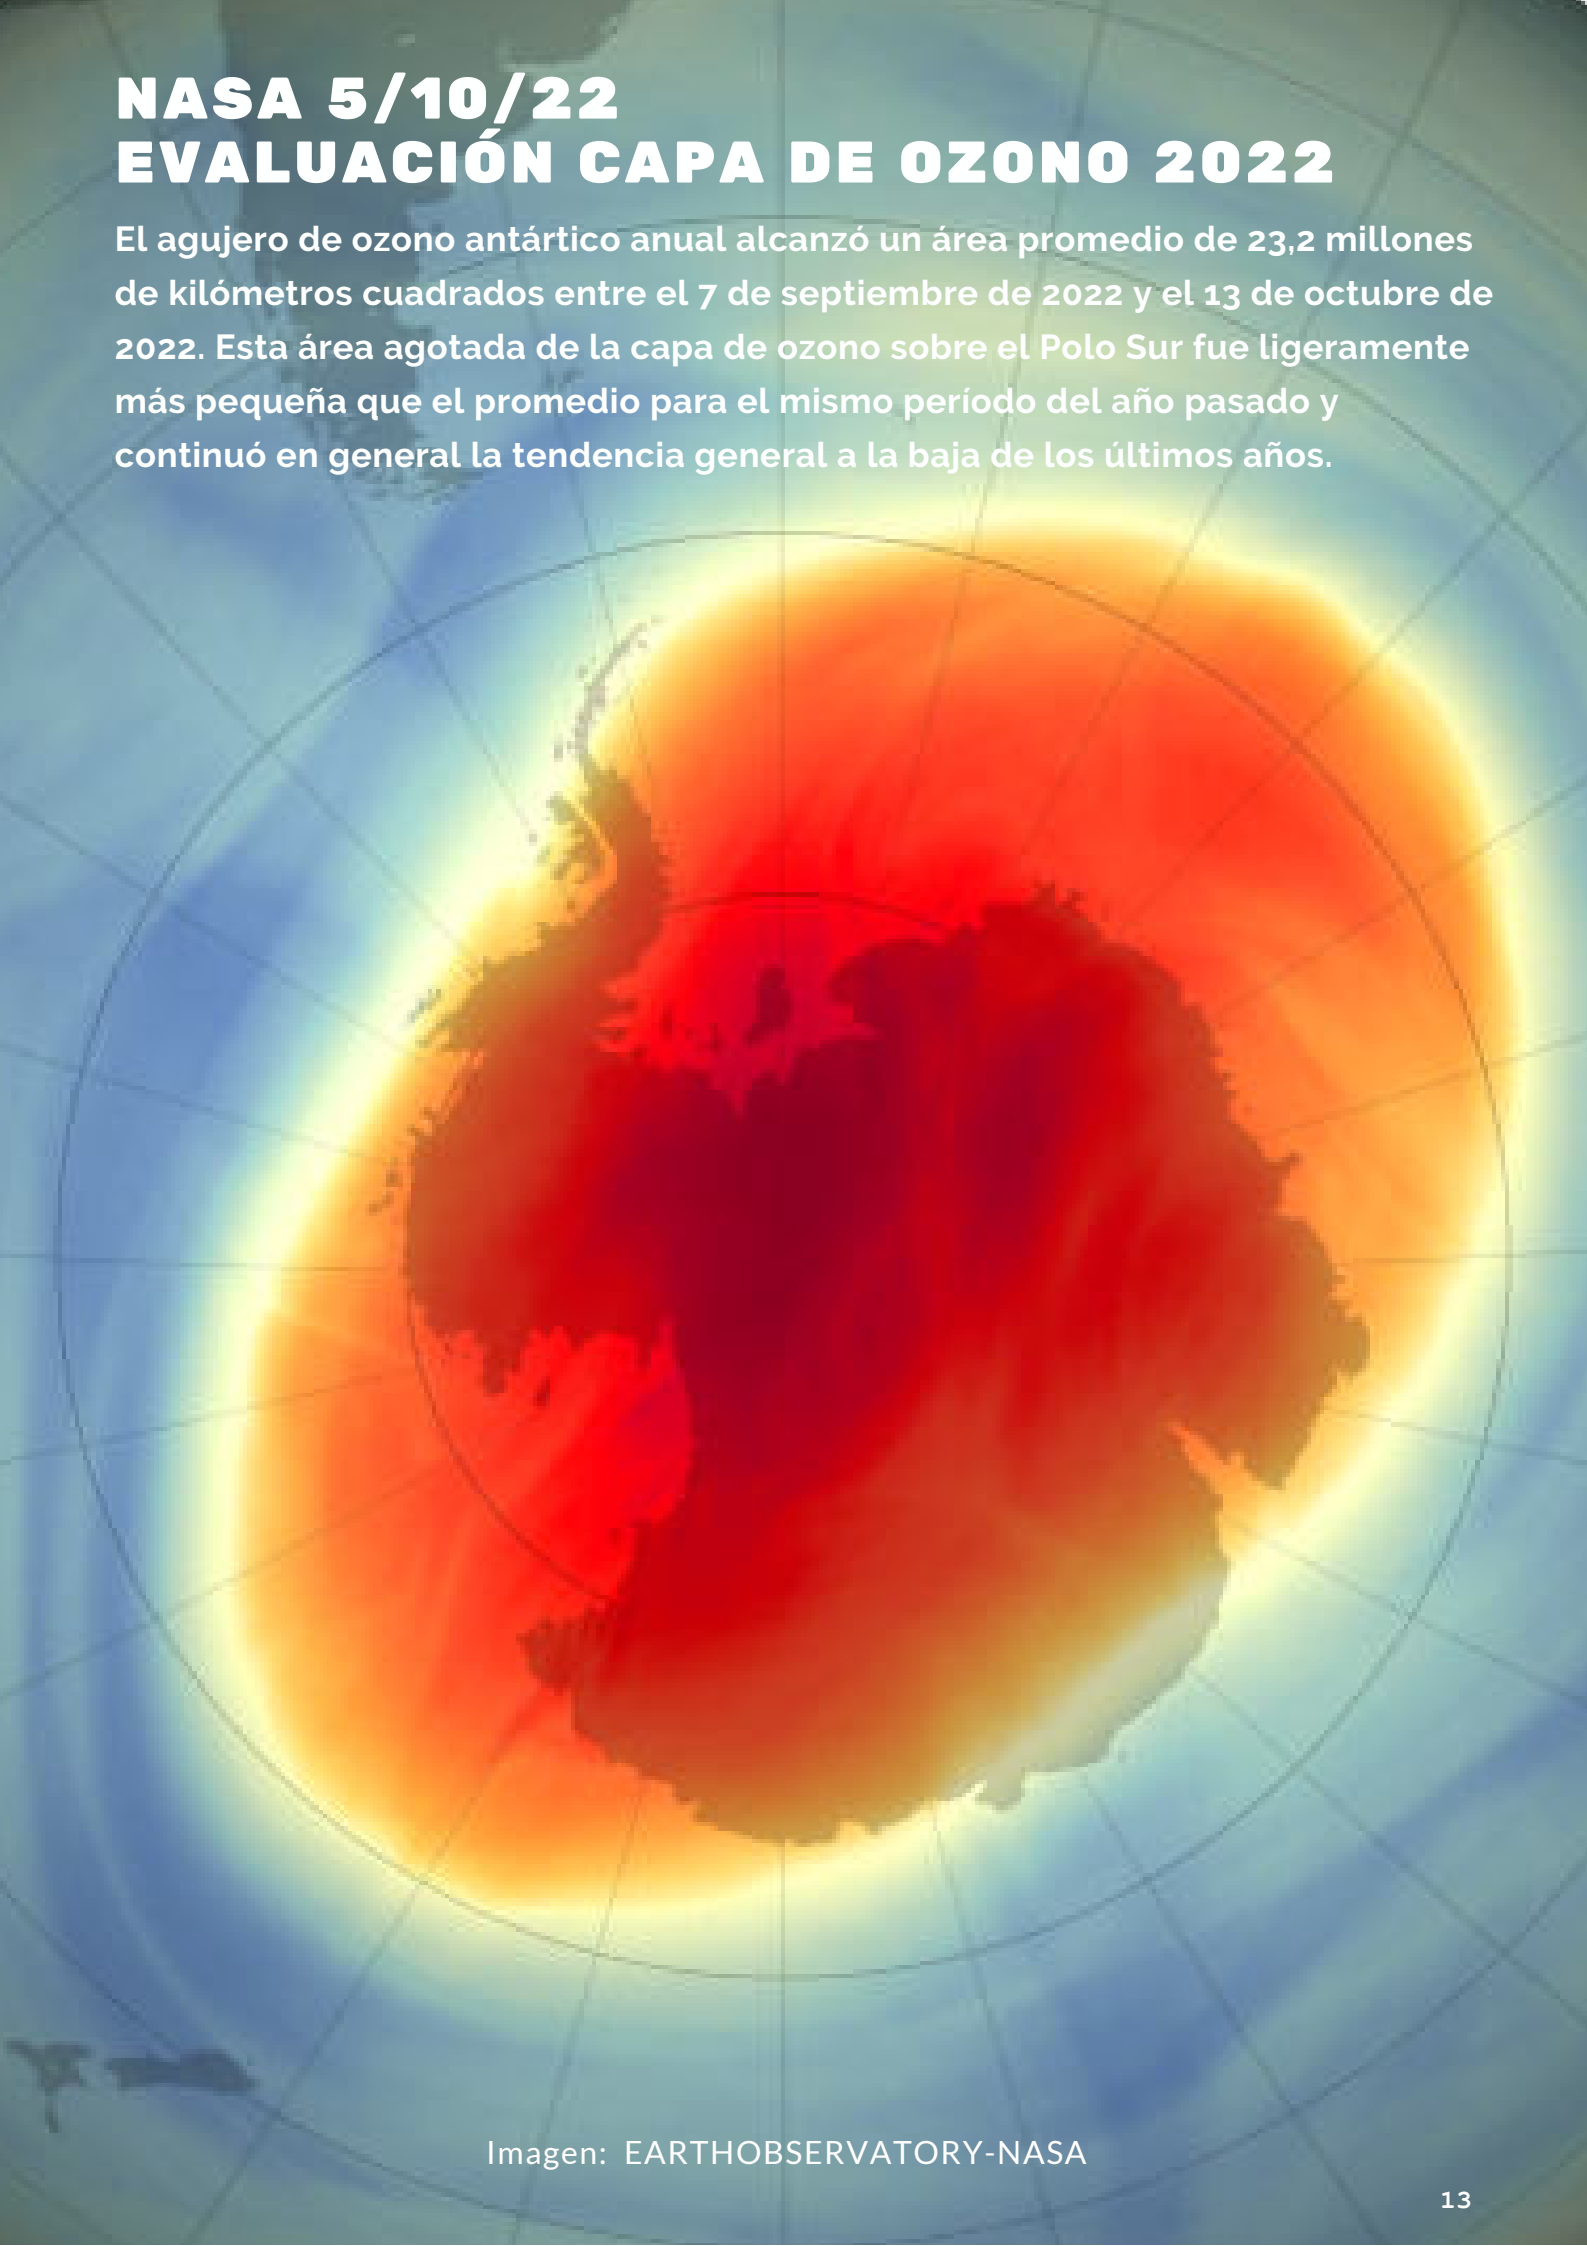 NASA 5/10/22
EVALUACIÓN CAPA DE OZONO 2022
El agujero de ozono antártico anual alcanzó un área promedio de 23,2 millones
de kilómetros cuadrados entre el 7 de septiembre de 2022 y el 13 de octubre de
2022. Esta área agotada de la capa de ozono sobre el Polo Sur fue ligeramente
más pequeña que el promedio para el mismo período del año pasado y
continuó en general la tendencia general a la baja de los últimos años.
Imagen: EARTHOBSERVATORY-NASA
13